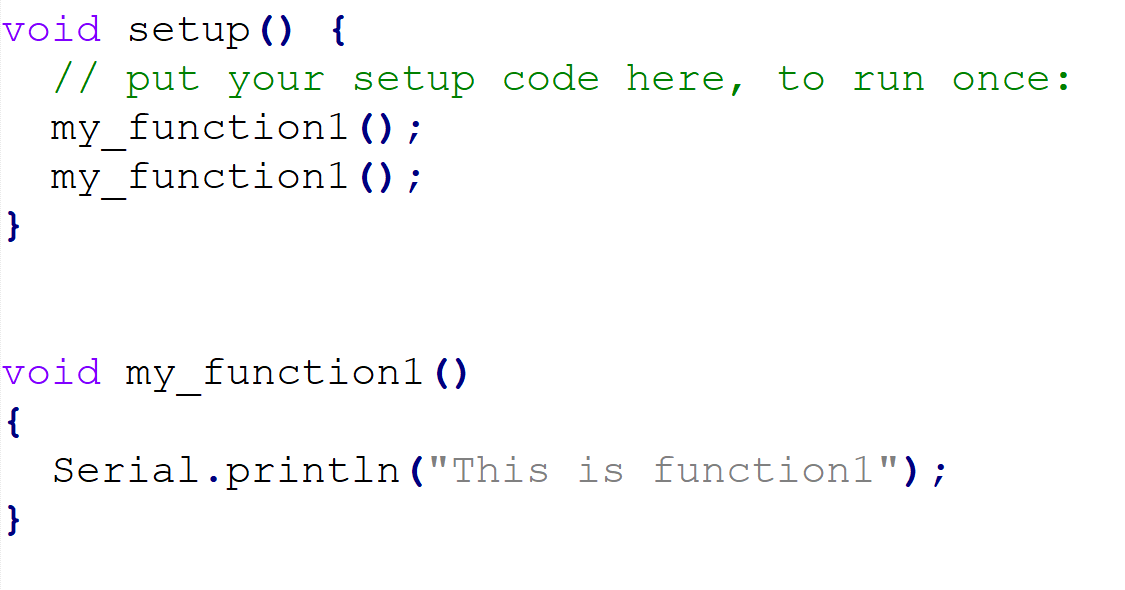 void setup() {
  // put your setup code here, to run once:
  my_function1();
  my_function1();
}
void my_function1()
{
  Serial.println("This is function1");
}